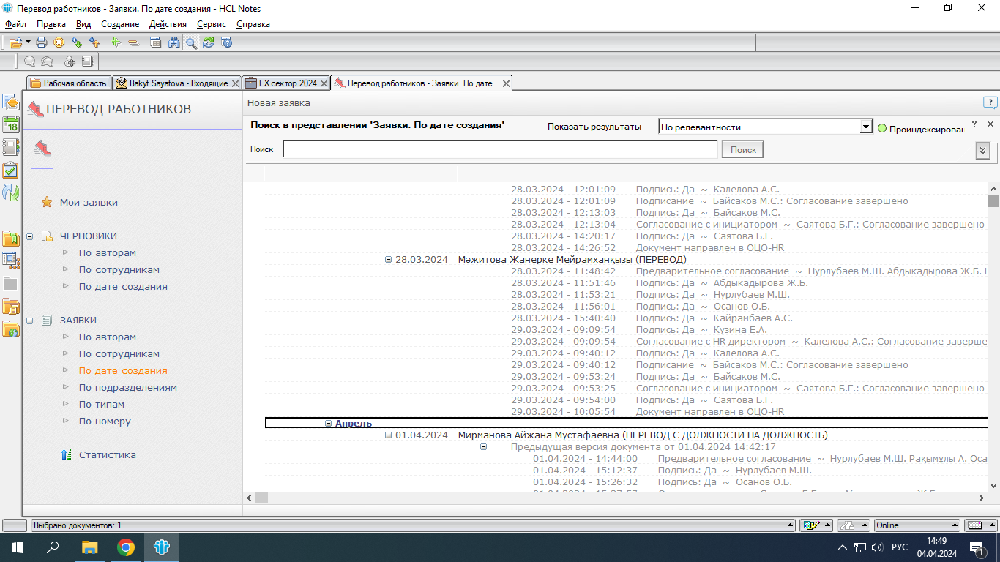 Перевод работников - Заявки. По дате создания - HCL Notes
Файл Правка Вид Создание Действия Сервис Справка
Рабочая область
Bakyt Sayatova - Входящие
EX сектор 2024
Перевод работников - Заявки. По дате ...
18
ПЕРЕВОД РАБОТНИКОВ
Мои заявки
ЧЕРНОВИКИ
По авторам
По сотрудникам
По дате создания
ЗАЯВКИ
По авторам
По сотрудникам
По дате создания
По подразделениям
По типам
По номеру
Статистика
Новая заявка
?
Поиск в представлении 'Заявки. По дате создания'
Показать результаты
По релевантности
Проиндексирован
?
Поиск
Поиск
28.03.2024 - 12:01:09 Подпись: Да ~ Калелова А.С.
28.03.2024 - 12:01:09 Подписание ~ Байсаков М.С.: Согласование завершено
28.03.2024 - 12:13:03 Подпись: Да ~ Байсаков М.С.
28.03.2024 - 12:13:04 Согласование с инициатором ~ Саятова Б.Г.: Согласование завершено
28.03.2024 - 14:20:17 Подпись: Да ~ Саятова Б.Г.
28.03.2024 - 14:26:52 Документ направлен в ОЦО-HR
28.03.2024 Мәжитова Жанерке Мейрамханқызы (ПЕРЕВОД)
28.03.2024 - 11:48:42 Предварительное согласование ~ Нурлубаев М.Ш. Абдыкадырова Ж.Б.
28.03.2024 - 11:51:46 Подпись: Да ~ Абдыкадырова Ж.Б.
28.03.2024 - 11:53:21 Подпись: Да ~ Нурлубаев М.Ш.
28.03.2024 - 11:56:01 Подпись: Да ~ Осанов О.Б.
28.03.2024 - 15:40:40 Подпись: Да ~ Кайрамбаев А.С.
29.03.2024 - 09:09:54 Подпись: Да ~ Кузина Е.А.
29.03.2024 - 09:09:54 Согласование с HR директором ~ Калелова А.С.: Согласование заверше
29.03.2024 - 09:40:12 Подпись: Да ~ Калелова А.С.
29.03.2024 - 09:40:12 Подписание ~ Байсаков М.С.: Согласование завершено
29.03.2024 - 09:53:24 Подпись: Да ~ Байсаков М.С.
29.03.2024 - 09:53:25 Согласование с инициатором ~ Саятова Б.Г.: Согласование завершено
29.03.2024 - 09:54:00 Подпись: Да ~ Саятова Б.Г.
29.03.2024 - 10:05:54 Документ направлен в ОЦО-HR
Апрель
01.04.2024 Мирманова Айжана Мустафаевна (ПЕРЕВОД С ДОЛЖНОСТИ НА ДОЛЖНОСТЬ)
Предыдущая версия документа от 01.04.2024 14:42:17
01.04.2024 - 14:44:00 Предварительное согласование ~ Нурлубаев М.Ш. Рақымұлы А. Оса
01.04.2024 - 15:12:37 Подпись: Да ~ Нурлубаев М.Ш.
01.04.2024 - 15:26:32 Подпись: Да ~ Осанов О.Б.
Выбрано документов: 1
Online
РУС
14:49
04.04.2024
1